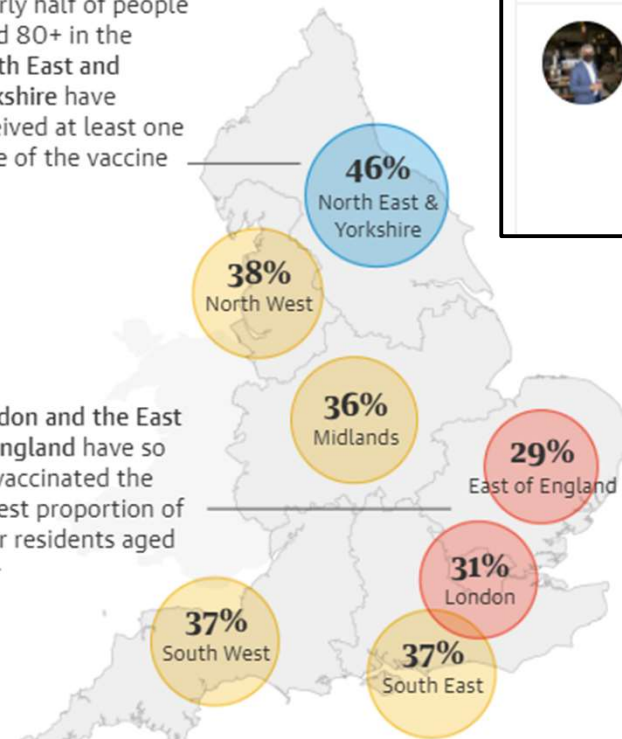 rly half of people
d 80+ in the
th East and
kshire have
eived at least one
e of the vaccine
46%
North East &
Yorkshire
38%
North West
36%
Midlands
don and the East
ngland have so
vaccinated the
est proportion of
r residents aged
29%
East of England
31%
London
37%
South West
37%
South East